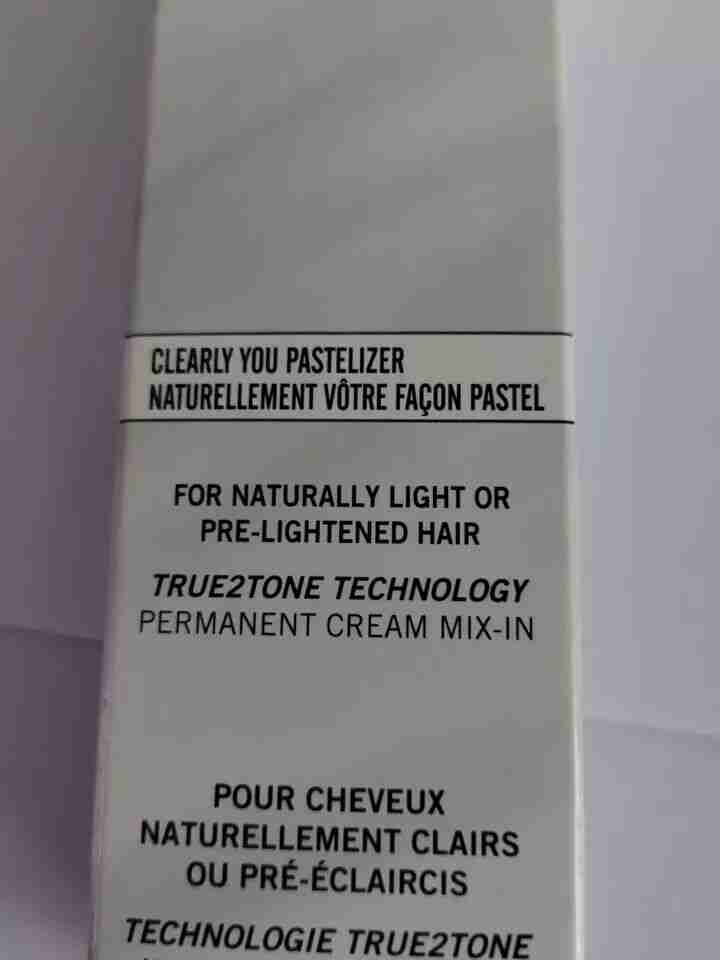 CLEARLY YOU PASTELIZER
NATURELLEMENT VÔTRE FAÇON PASTEL
FOR NATURALLY LIGHT OR
PRE-LIGHTENED HAIR
TRUE2TONE TECHNOLOGY
PERMANENT CREAM MIX-IN
POUR CHEVEUX
NATURELLEMENT CLAIRS
OU PRÉ-ÉCLAIRCIS
TECHNOLOGIE TRUE2TONE